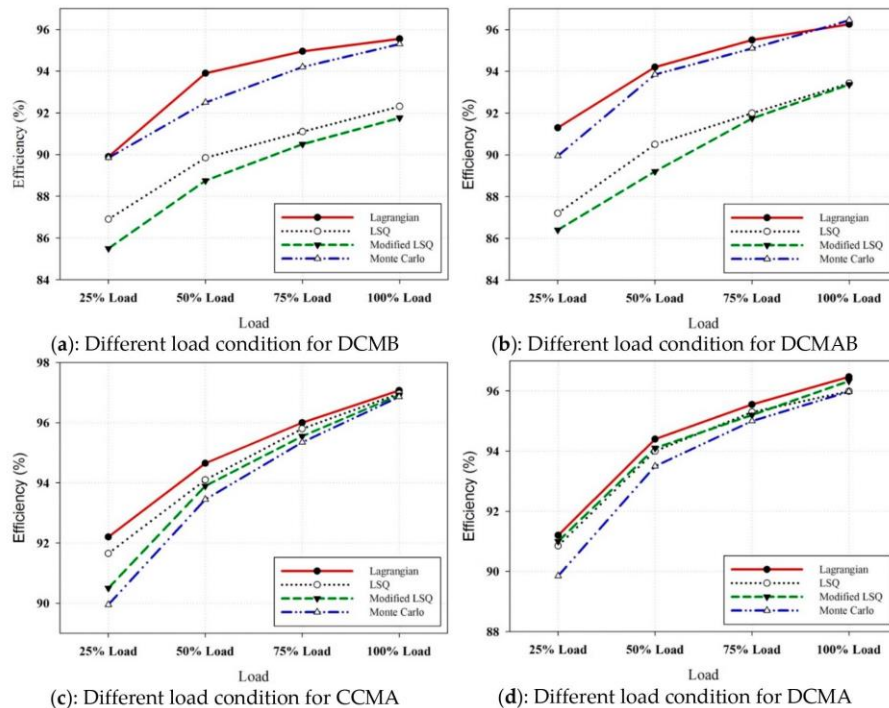 96
94
92
90
88
86
84
Efficiency (%)
Lagrangian
LSQ
Modified LSQ
Monte Carlo
25% Load 50% Load 75% Load 100% Load
Load
(a): Different load condition for DCMB
96
94
92
90
88
86
84
Efficiency (%)
Lagrangian
LSQ
Modified LSQ
Monte Carlo
25% Load 50% Load 75% Load 100% Load
Load
(b): Different load condition for DCMAB
98
96
94
92
90
Efficiency (%)
Lagrangian
LSQ
Modified LSQ
Monte Carlo
25% Load 50% Load 75% Load 100% Load
Load
(c): Different load condition for CCMA
96
94
92
90
88
Efficiency (%)
Lagrangian
LSQ
Modified LSQ
Monte Carlo
25% Load 50% Load 75% Load 100% Load
Load
(d): Different load condition for DCMA